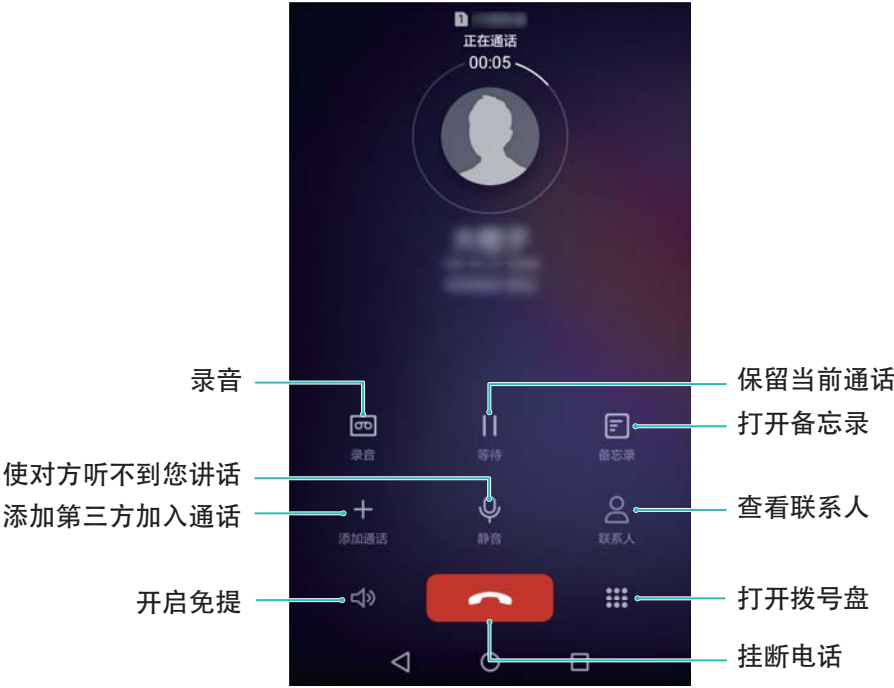 1
正在通话
00:05
录音
保留当前通话
打开备忘录
录音
等待
备忘录
使对方听不到您讲话
添加第三方加入通话
查看联系人
添加通话
静音
联系人
开启免提
打开拨号盘
挂断电话